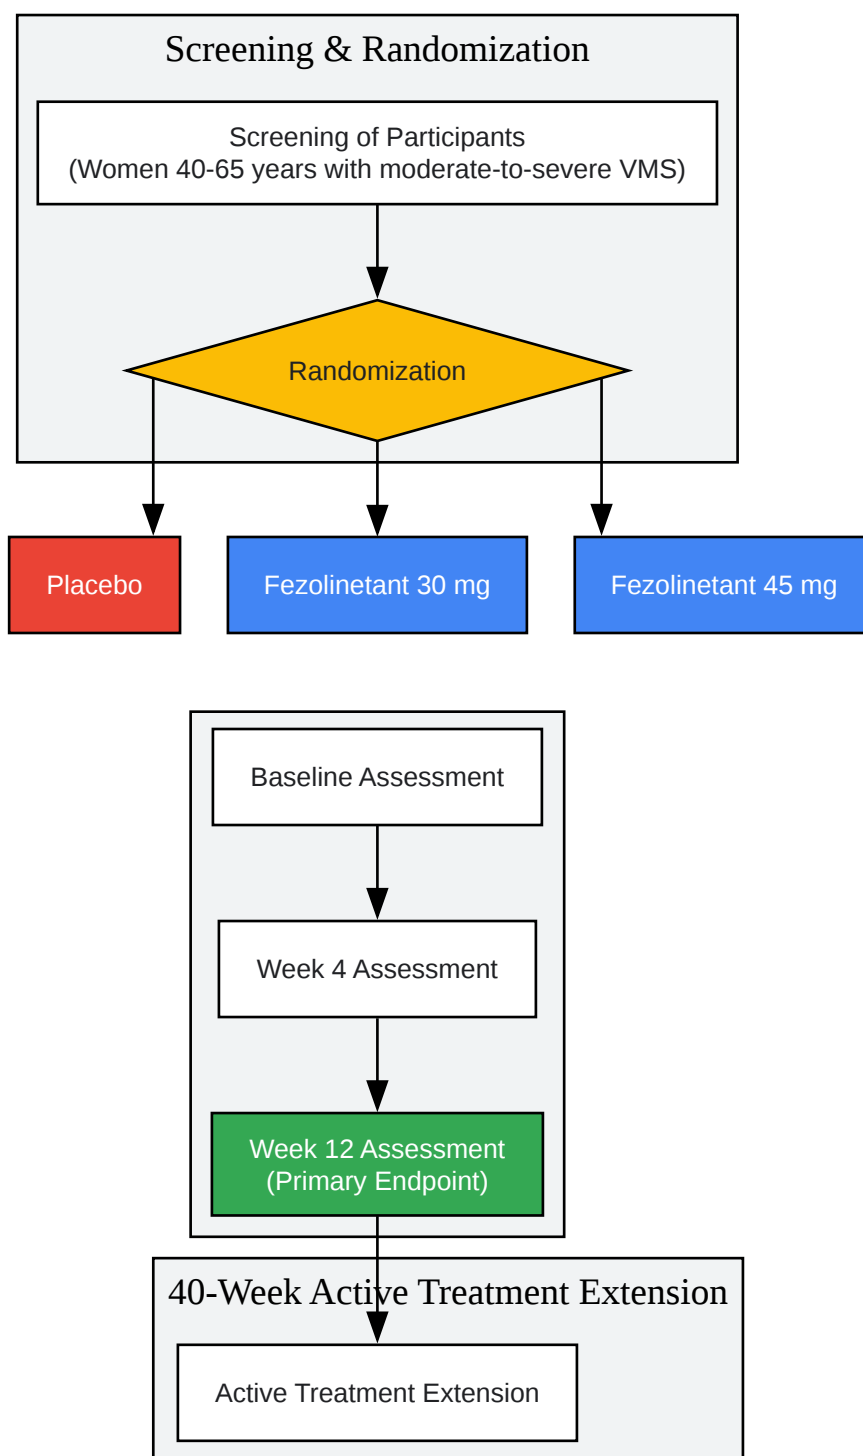 Screening & Randomization
Screening of Participants
(Women 40-65 years with moderate-to-severe VMS)
Randomization
Placebo
Fezolinetant 30 mg
Fezolinetant 45 mg
Baseline Assessment
Week 4 Assessment
Week 12 Assessment
(Primary Endpoint)
40-Week Active Treatment Extension
Active Treatment Extension